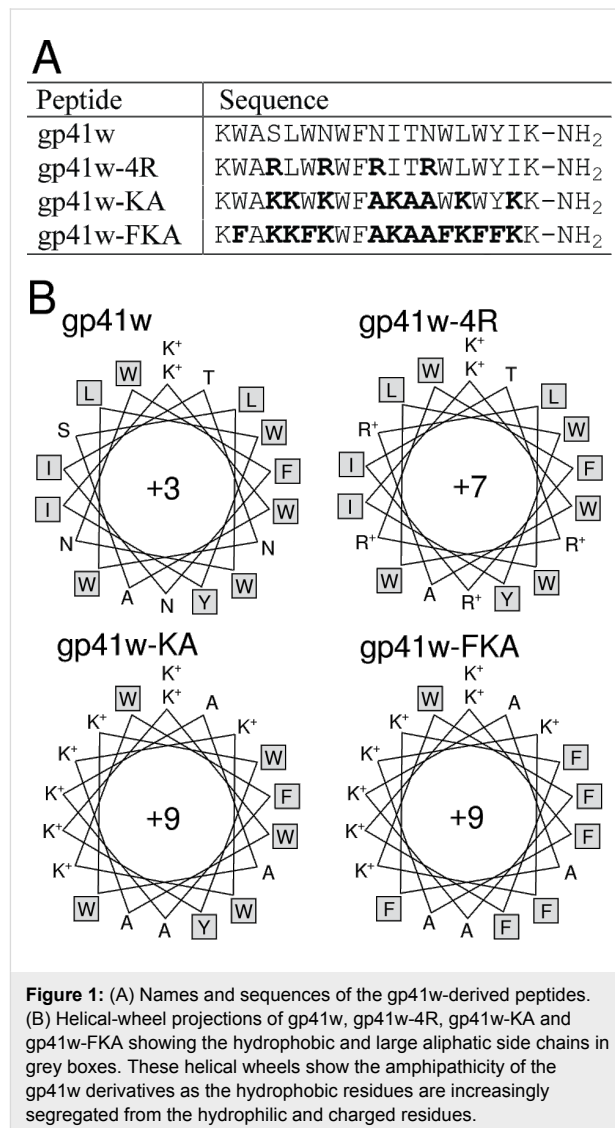 A
Peptide Sequence
gp41w KWASLWNWFNITNWLWYIK-NH2
gp41w-4R KWARLWRWFRITRWLWYIK-NH2
gp41w-KA KWAKKWKWFAKAAWKWYKK-NH2
gp41w-FKA KFAKKFKWFAKAAFKFFKK-NH2
B
gp41w
K+
W K+ T
L L
S W
I F
+3
I W
N N
W W
A N Y
gp41w-4R
K+
W K+ T
L L
R+ W
I F
+7
I W
R+ R+
W W
A R+ Y
gp41w-KA
K+
W K+ A
K+ K+
K+ W
K+ F
+9
K+ W
K+ A
W W
A A Y
gp41w-FKA
K+
W K+ A
K+ K+
K+ F
K+ F
+9
K+ F
K+ A
F F
A A F
Figure 1: (A) Names and sequences of the gp41w-derived peptides.
(B) Helical-wheel projections of gp41w, gp41w-4R, gp41w-KA and
gp41w-FKA showing the hydrophobic and large aliphatic side chains in
grey boxes. These helical wheels show the amphipathicity of the
gp41w derivatives as the hydrophobic residues are increasingly
segregated from the hydrophilic and charged residues.